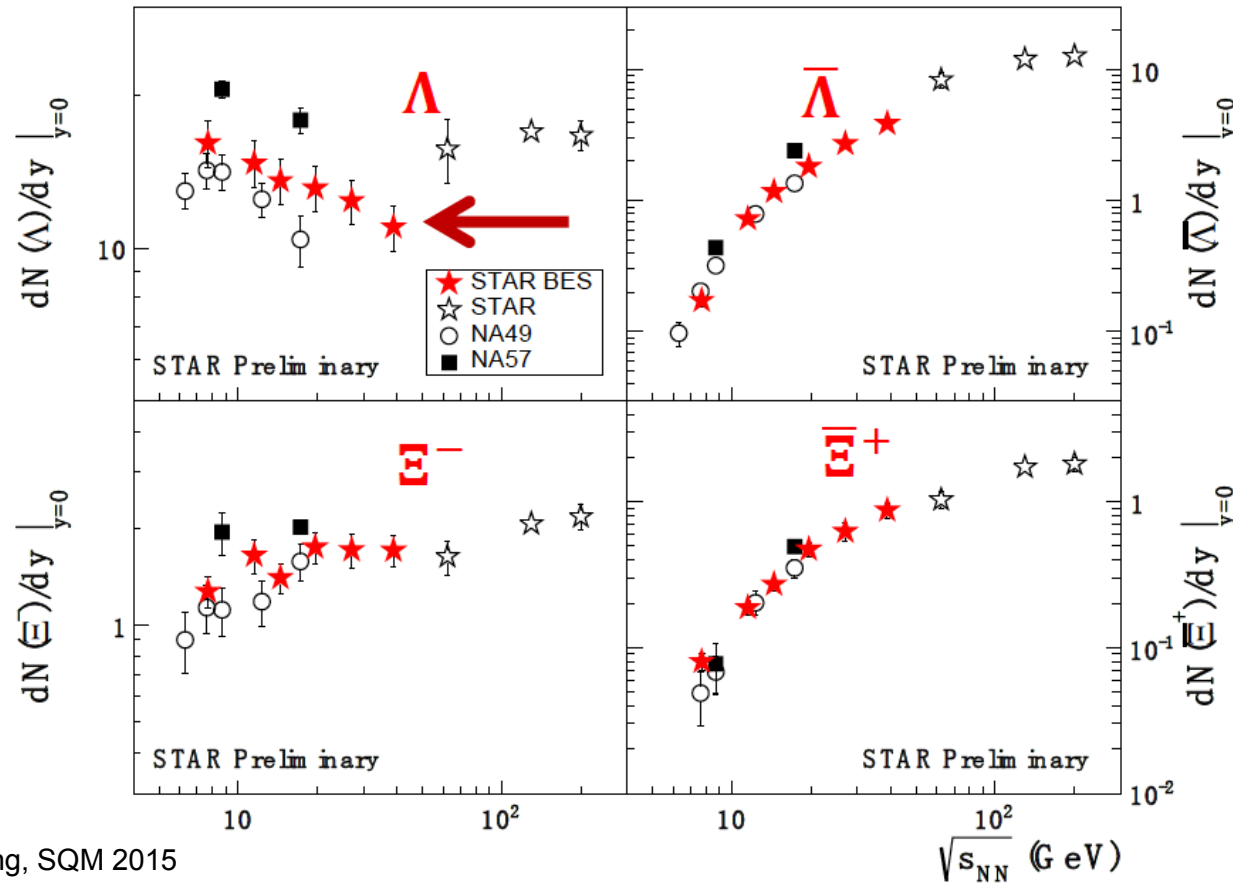 Λ
Λ̅
dN (Λ)/dy |y=0
20
10
STAR BES
STAR
NA49
NA57
STAR Preliminary
10
1
10⁻¹
dN (Λ̅)/dy |y=0
STAR Preliminary
Ξ⁻
Ξ̅⁺
dN (Ξ⁻)/dy |y=0
2
1
STAR Preliminary
1
10⁻¹
10⁻²
dN (Ξ̅⁺)/dy |y=0
STAR Preliminary
10 10²
10 10²
√sNN (GeV)
SQM 2015